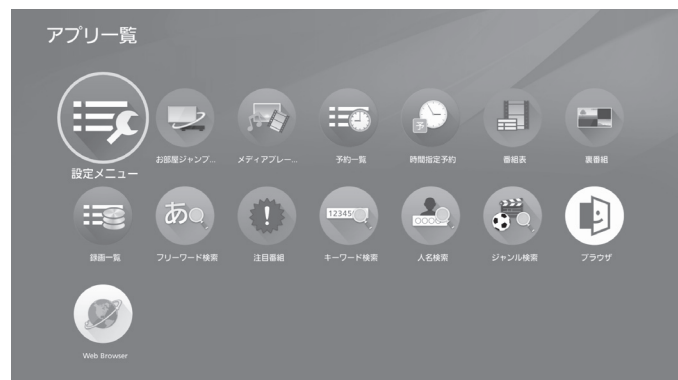 アプリ一覧
設定メニュー
お部屋ジャンプ...
メディアプレー...
予約一覧
予
時間指定予約
番組表
裏番組
録画一覧
あ
フリーワード検索
注目番組
12345
キーワード検索
人名検索
ジャンル検索
ブラウザ
Web Browser